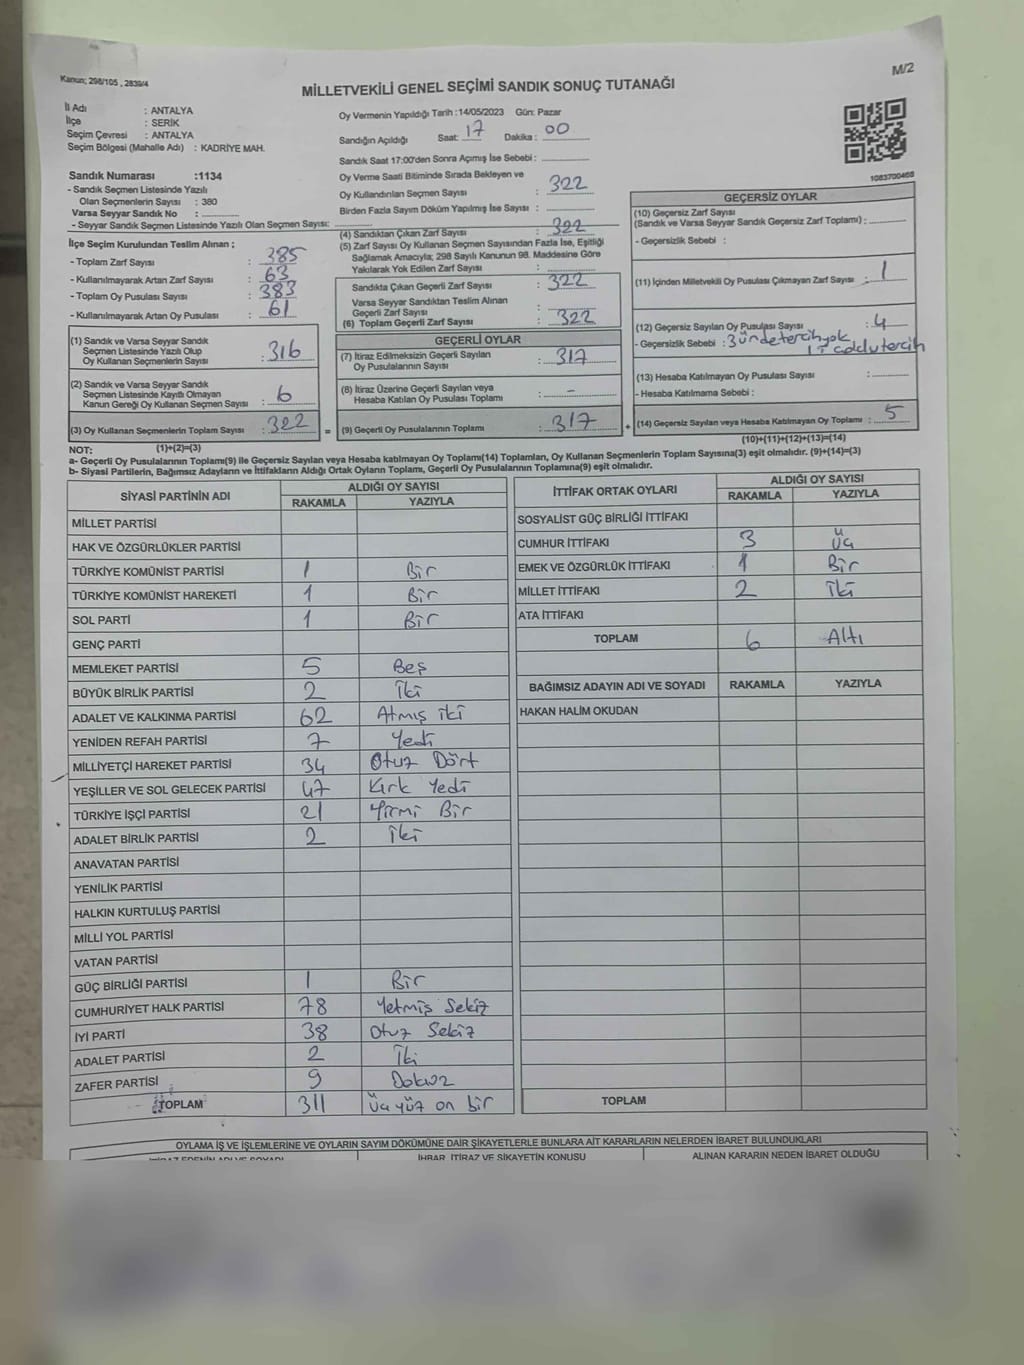 Kanun; 298/105 , 2839/4
M/2
MİLLETVEKİLİ GENEL SEÇİMİ SANDIK SONUÇ TUTANAĞI
İl Adı : ANTALYA
İlçe : SERİK
Seçim Çevresi : ANTALYA
Seçim Bölgesi (Mahalle Adı) : KADRİYE MAH.
Sandık Numarası :1134
- Sandık Seçmen Listesinde Yazılı
Olan Seçmenlerin Sayısı : 380
Varsa Seyyar Sandık No :
- Seyyar Sandık Seçmen Listesinde Yazılı Olan Seçmen Sayısı:
İlçe Seçim Kurulundan Teslim Alınan ;
- Toplam Zarf Sayısı : 385
- Kullanılmayarak Artan Zarf Sayısı : 63
- Toplam Oy Pusulası Sayısı : 383
- Kullanılmayarak Artan Oy Pusulası : 61
(1) Sandık ve Varsa Seyyar Sandık
Seçmen Listesinde Yazılı Olup
Oy Kullanan Seçmenlerin Sayısı : 316
(2) Sandık ve Varsa Seyyar Sandık
Seçmen Listesinde Kayıtlı Olmayan
Kanun Gereği Oy Kullanan Seçmen Sayısı : 6
(3) Oy Kullanan Seçmenlerin Toplam Sayısı : 322
Oy Vermenin Yapıldığı Tarih :14/05/2023 Gün: Pazar
Sandığın Açıldığı Saat: 17 Dakika : 00
Sandık Saat 17:00'den Sonra Açmış İse Sebebi :
Oy Verme Saati Bitiminde Sırada Bekleyen ve
Oy Kullandırılan Seçmen Sayısı : 322
Birden Fazla Sayım Döküm Yapılmış İse Sayısı :
(4) Sandıktan Çıkan Zarf Sayısı : 322
(5) Zarf Sayısı Oy Kullanan Seçmen Sayısından Fazla İse, Eşitliği
Sağlamak Amacıyla; 298 Sayılı Kanunun 98. Maddesine Göre
Yakılarak Yok Edilen Zarf Sayısı :
Sandıkta Çıkan Geçerli Zarf Sayısı : 322
Varsa Seyyar Sandıktan Teslim Alınan
Geçerli Zarf Sayısı :
(6) Toplam Geçerli Zarf Sayısı : 322
GEÇERLİ OYLAR
(7) İtiraz Edilmeksizin Geçerli Sayılan
Oy Pusulalarının Sayısı : 317
(8) İtiraz Üzerine Geçerli Sayılan veya
Hesaba Katılan Oy Pusulası Toplamı : -
= (9) Geçerli Oy Pusulalarının Toplamı : 317
1083700468
GEÇERSİZ OYLAR
(10) Geçersiz Zarf Sayısı
(Sandık ve Varsa Seyyar Sandık Geçersiz Zarf Toplamı) :
- Geçersizlik Sebebi :
(11) İçinden Milletvekili Oy Pusulası Çıkmayan Zarf Sayısı : 1
(12) Geçersiz Sayılan Oy Pusulası Sayısı : 4
- Geçersizlik Sebebi : 3 ünde tercih yok
tercih
(13) Hesaba Katılmayan Oy Pusulası Sayısı :
- Hesaba Katılmama Sebebi :
+ (14) Geçersiz Sayılan veya Hesaba Katılmayan Oy Toplamı : 5
NOT: (1)+(2)=(3)
(10)+(11)+(12)+(13)=(14)
a- Geçerli Oy Pusulalarının Toplamı(9) ile Geçersiz Sayılan veya Hesaba Katılmayan Oy Toplamı(14) Toplamları, Oy Kullanan Seçmenlerin Toplam Sayısına(3) eşit olmalıdır. (9)+(14)=(3)
b- Siyasi Partilerin, Bağımsız Adayların ve İttifakların Aldığı Ortak Oyların Toplamı, Geçerli Oy Pusulalarının Toplamına(9) eşit olmalıdır.
SİYASİ PARTİNİN ADI ALDIĞI OY SAYISI
RAKAMLA YAZIYLA
MİLLET PARTİSİ
HAK VE ÖZGÜRLÜKLER PARTİSİ
TÜRKİYE KOMÜNİST PARTİSİ 1 Bir
TÜRKİYE KOMÜNİST HAREKETİ 1 Bir
SOL PARTİ 1 Bir
GENÇ PARTİ
MEMLEKET PARTİSİ 5 Beş
BÜYÜK BİRLİK PARTİSİ 2 İki
ADALET VE KALKINMA PARTİSİ 62 Atmış iki
YENİDEN REFAH PARTİSİ 7 Yedi
MİLLİYETÇİ HAREKET PARTİSİ 34 Otuz Dört
YEŞİLLER VE SOL GELECEK PARTİSİ 47 Kırk Yedi
TÜRKİYE İŞÇİ PARTİSİ 21 Yirmi Bir
ADALET BİRLİK PARTİSİ 2 İki
ANAVATAN PARTİSİ
YENİLİK PARTİSİ
HALKIN KURTULUŞ PARTİSİ
MİLLİ YOL PARTİSİ
VATAN PARTİSİ
GÜÇ BİRLİĞİ PARTİSİ 1 Bir
CUMHURİYET HALK PARTİSİ 78 Yetmiş Sekiz
İYİ PARTİ 38 Otuz Sekiz
ADALET PARTİSİ 2 İki
ZAFER PARTİSİ 9 Dokuz
TOPLAM 311 Üç yüz on bir
İTTİFAK ORTAK OYLARI ALDIĞI OY SAYISI
RAKAMLA YAZIYLA
SOSYALİST GÜÇ BİRLİĞİ İTTİFAKI
CUMHUR İTTİFAKI 3 Üç
EMEK VE ÖZGÜRLÜK İTTİFAKI 1 Bir
MİLLET İTTİFAKI 2 İki
ATA İTTİFAKI
TOPLAM 6 Altı
BAĞIMSIZ ADAYIN ADI VE SOYADI RAKAMLA YAZIYLA
HAKAN HALİM OKUDAN
TOPLAM
OYLAMA İŞ VE İŞLEMLERİNE VE OYLARIN SAYIM DÖKÜMÜNE DAİR ŞİKAYETLERLE BUNLARA AİT KARARLARIN NELERDEN İBARET BULUNDUKLARI
İHBAR, İTİRAZ VE ŞİKAYETİN KONUSU ALINAN KARARIN NEDEN İBARET OLDUĞU